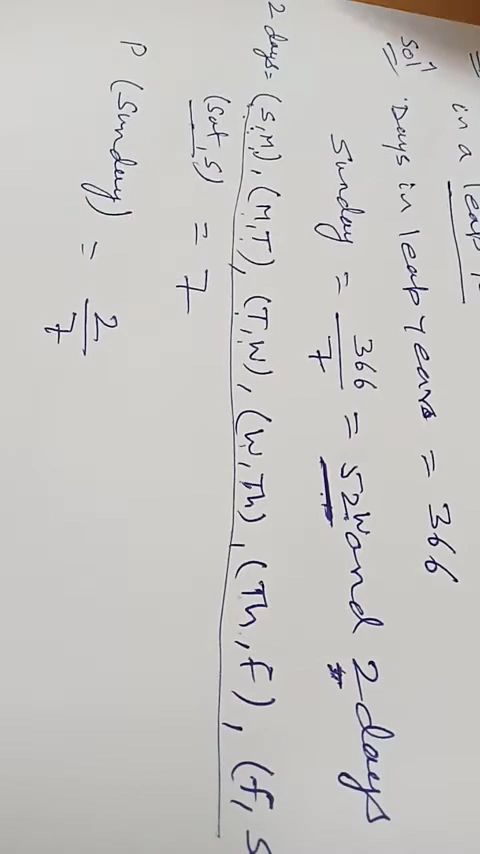 in a leap
Sol^n Days in leap years = 366
Sunday = 366/7 = 52 W and 2 days
2 days = (S,M), (M,T), (T,W), (W,Th), (Th,F), (f,S
(Sat,S) = 7
P(Sunday) = 2/7